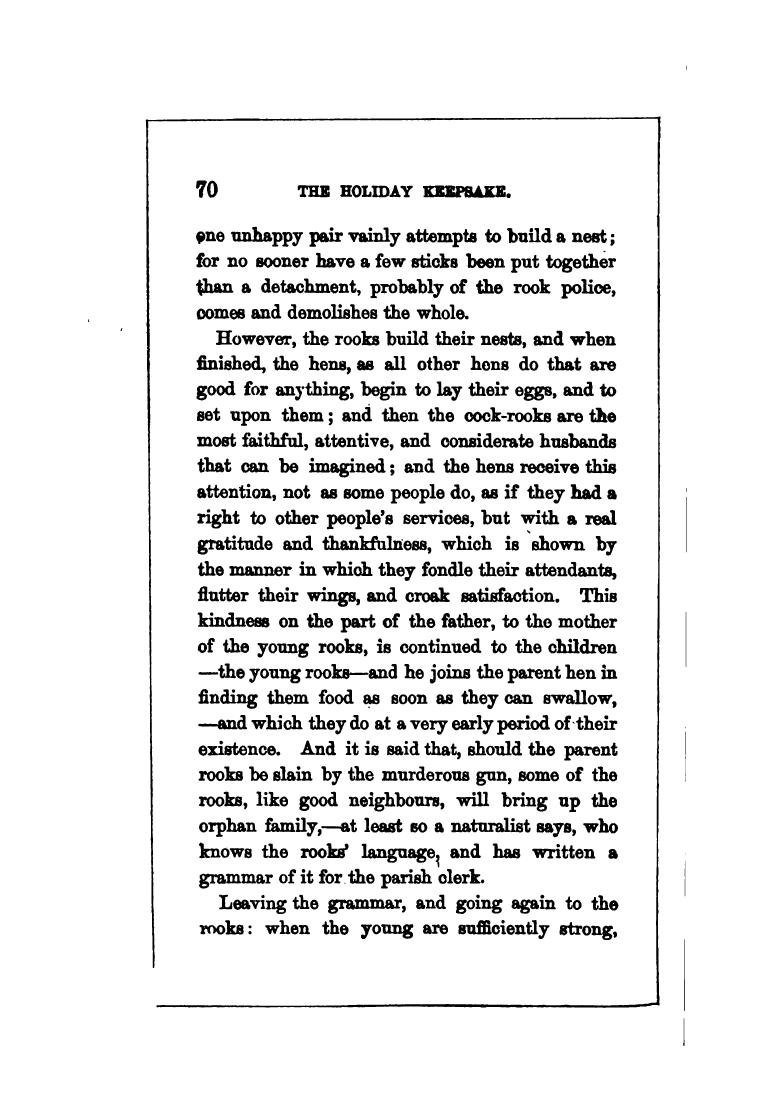 70 THE HOLIDAY KEEPSAKE.
one unhappy pair vainly attempts to build a nest;
for no sooner have a few sticks been put together
than a detachment, probably of the rook police,
comes and demolishes the whole.
However, the rooks build their nests, and when
finished, the hens, as all other hens do that are
good for anything, begin to lay their eggs, and to
set upon them; and then the cock-rooks are the
most faithful, attentive, and considerate husbands
that can be imagined; and the hens receive this
attention, not as some people do, as if they had a
right to other people's services, but with a real
gratitude and thankfulness, which is shown by
the manner in which they fondle their attendants,
flutter their wings, and croak satisfaction. This
kindness on the part of the father, to the mother
of the young rooks, is continued to the children
—the young rooks—and he joins the parent hen in
finding them food as soon as they can swallow,
—and which they do at a very early period of their
existence. And it is said that, should the parent
rooks be slain by the murderous gun, some of the
rooks, like good neighbours, will bring up the
orphan family,—at least so a naturalist says, who
knows the rooks' language, and has written a
grammar of it for the parish clerk.
Leaving the grammar, and going again to the
rooks: when the young are sufficiently strong,